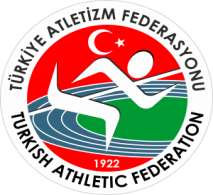 TÜRKİYE ATLETİZM FEDERASYONU
1922
TURKISH ATHLETIC FEDERATION